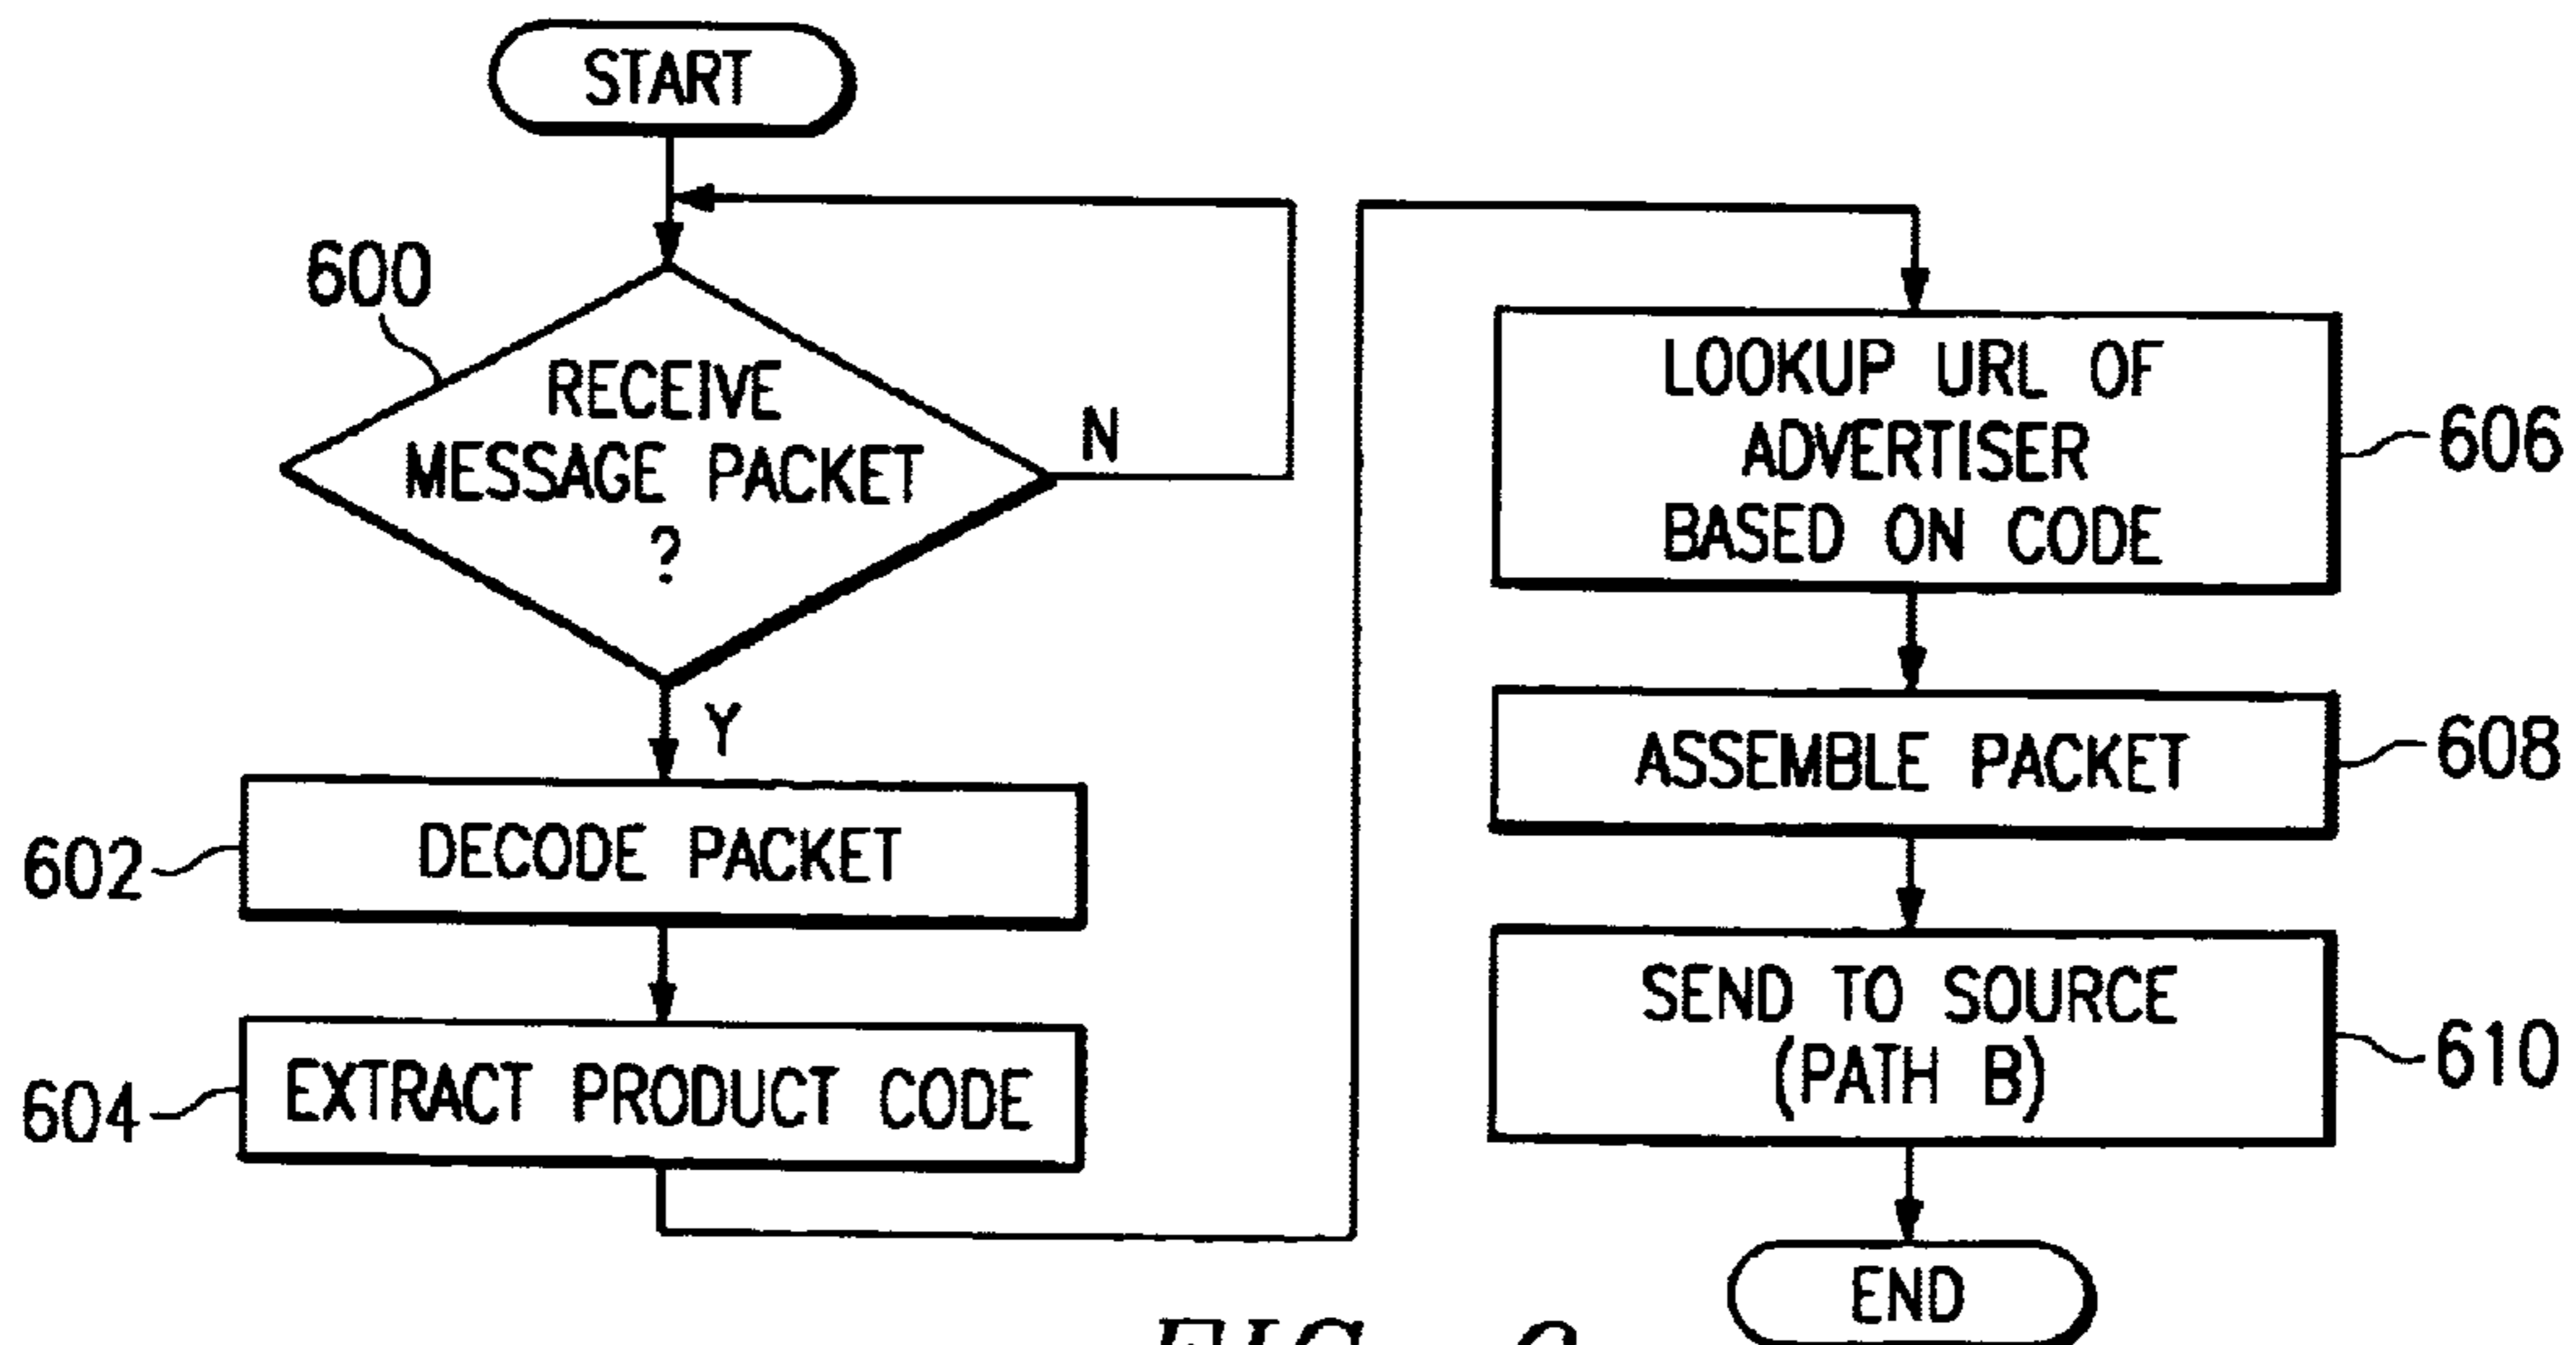 START
600
RECEIVE
MESSAGE PACKET
?
N
Y
602
DECODE PACKET
604
EXTRACT PRODUCT CODE
LOOKUP URL OF
ADVERTISER
BASED ON CODE
606
ASSEMBLE PACKET
608
SEND TO SOURCE
(PATH B)
610
END